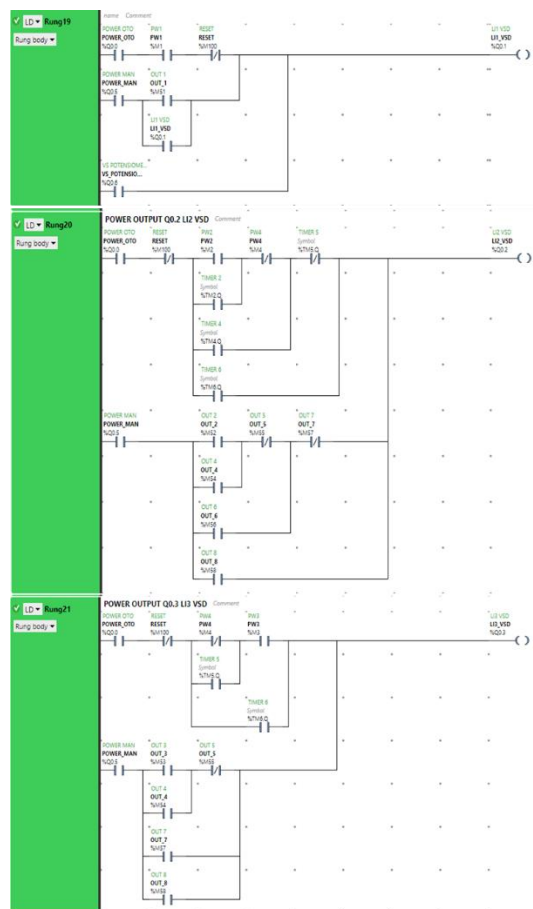 name Comment
LD Rung19
Rung body
POWER OTO PW1 RESET LI1 VSD
POWER_OTO PW1 RESET LI1_VSD
%Q0.0 %M1 %M100 %Q0.1
POWER MAN OUT 1
POWER_MAN OUT_1
%Q0.5 %M51
LI1 VSD
LI1_VSD
%Q0.1
VS POTENSIOME...
VS_POTENSIO...
%Q0.6
POWER OUTPUT Q0.2 LI2 VSD Comment
LD Rung20
Rung body
POWER OTO RESET PW2 PW4 TIMER 5 LI2 VSD
POWER_OTO RESET PW2 PW4 Symbol LI2_VSD
%Q0.0 %M100 %M2 %M4 %TM5.Q %Q0.2
TIMER 2
Symbol
%TM2.Q
TIMER 4
Symbol
%TM4.Q
TIMER 6
Symbol
%TM6.Q
POWER MAN OUT 2 OUT 5 OUT 7
POWER_MAN OUT_2 OUT_5 OUT_7
%Q0.5 %M52 %M55 %M57
OUT 4
OUT_4
%M54
OUT 6
OUT_6
%M56
OUT 8
OUT_8
%M58
POWER OUTPUT Q0.3 LI3 VSD Comment
LD Rung21
Rung body
POWER OTO RESET PW4 PW3 LI3 VSD
POWER_OTO RESET PW4 PW3 LI3_VSD
%Q0.0 %M100 %M4 %M3 %Q0.3
TIMER 5
Symbol
%TM5.Q
TIMER 6
Symbol
%TM6.Q
POWER MAN OUT 3 OUT 5
POWER_MAN OUT_3 OUT_5
%Q0.5 %M53 %M55
OUT 4
OUT_4
%M54
OUT 7
OUT_7
%M57
OUT 8
OUT_8
%M58